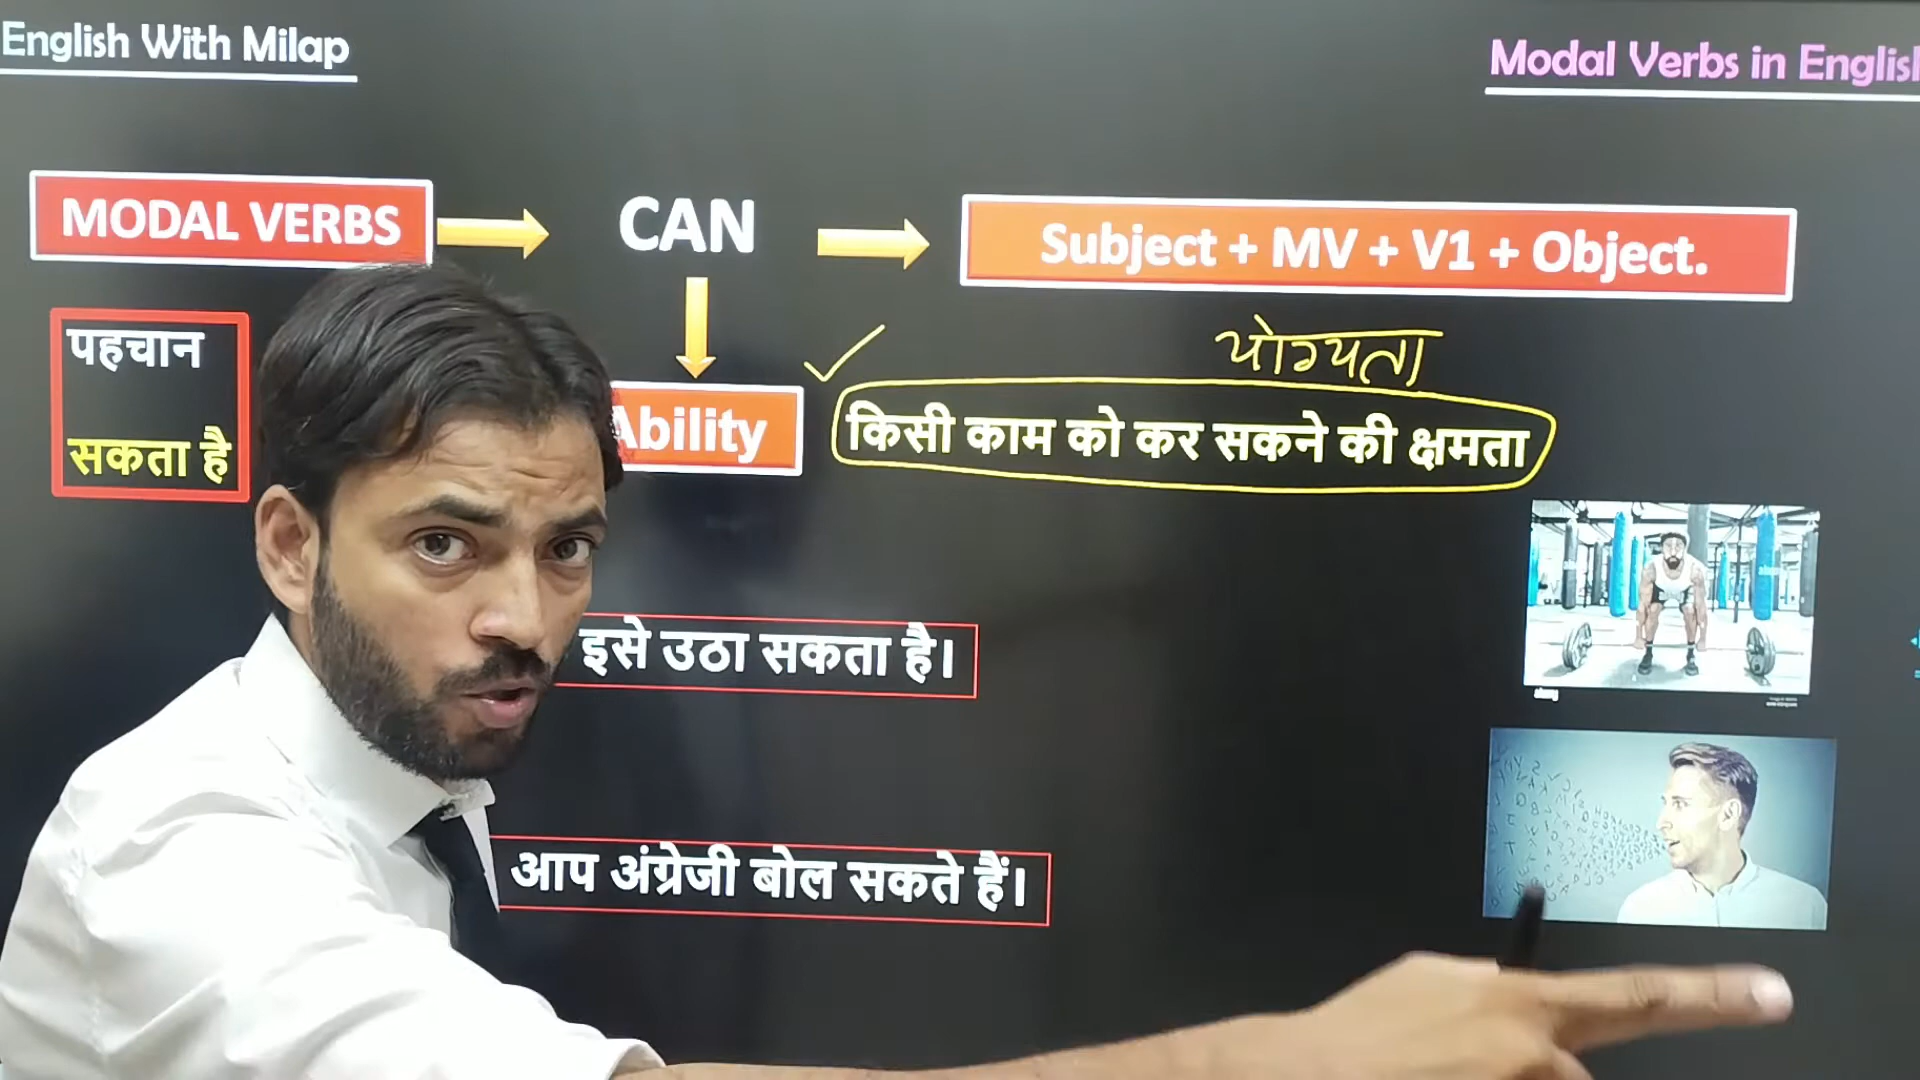 English With Milap
Modal Verbs in English
MODAL VERBS
CAN
Subject + MV + V1 + Object.
पहचान
सकता है
योग्यता
Ability
किसी काम को कर सकने की क्षमता
इसे उठा सकता है।
आप अंग्रेजी बोल सकते हैं।